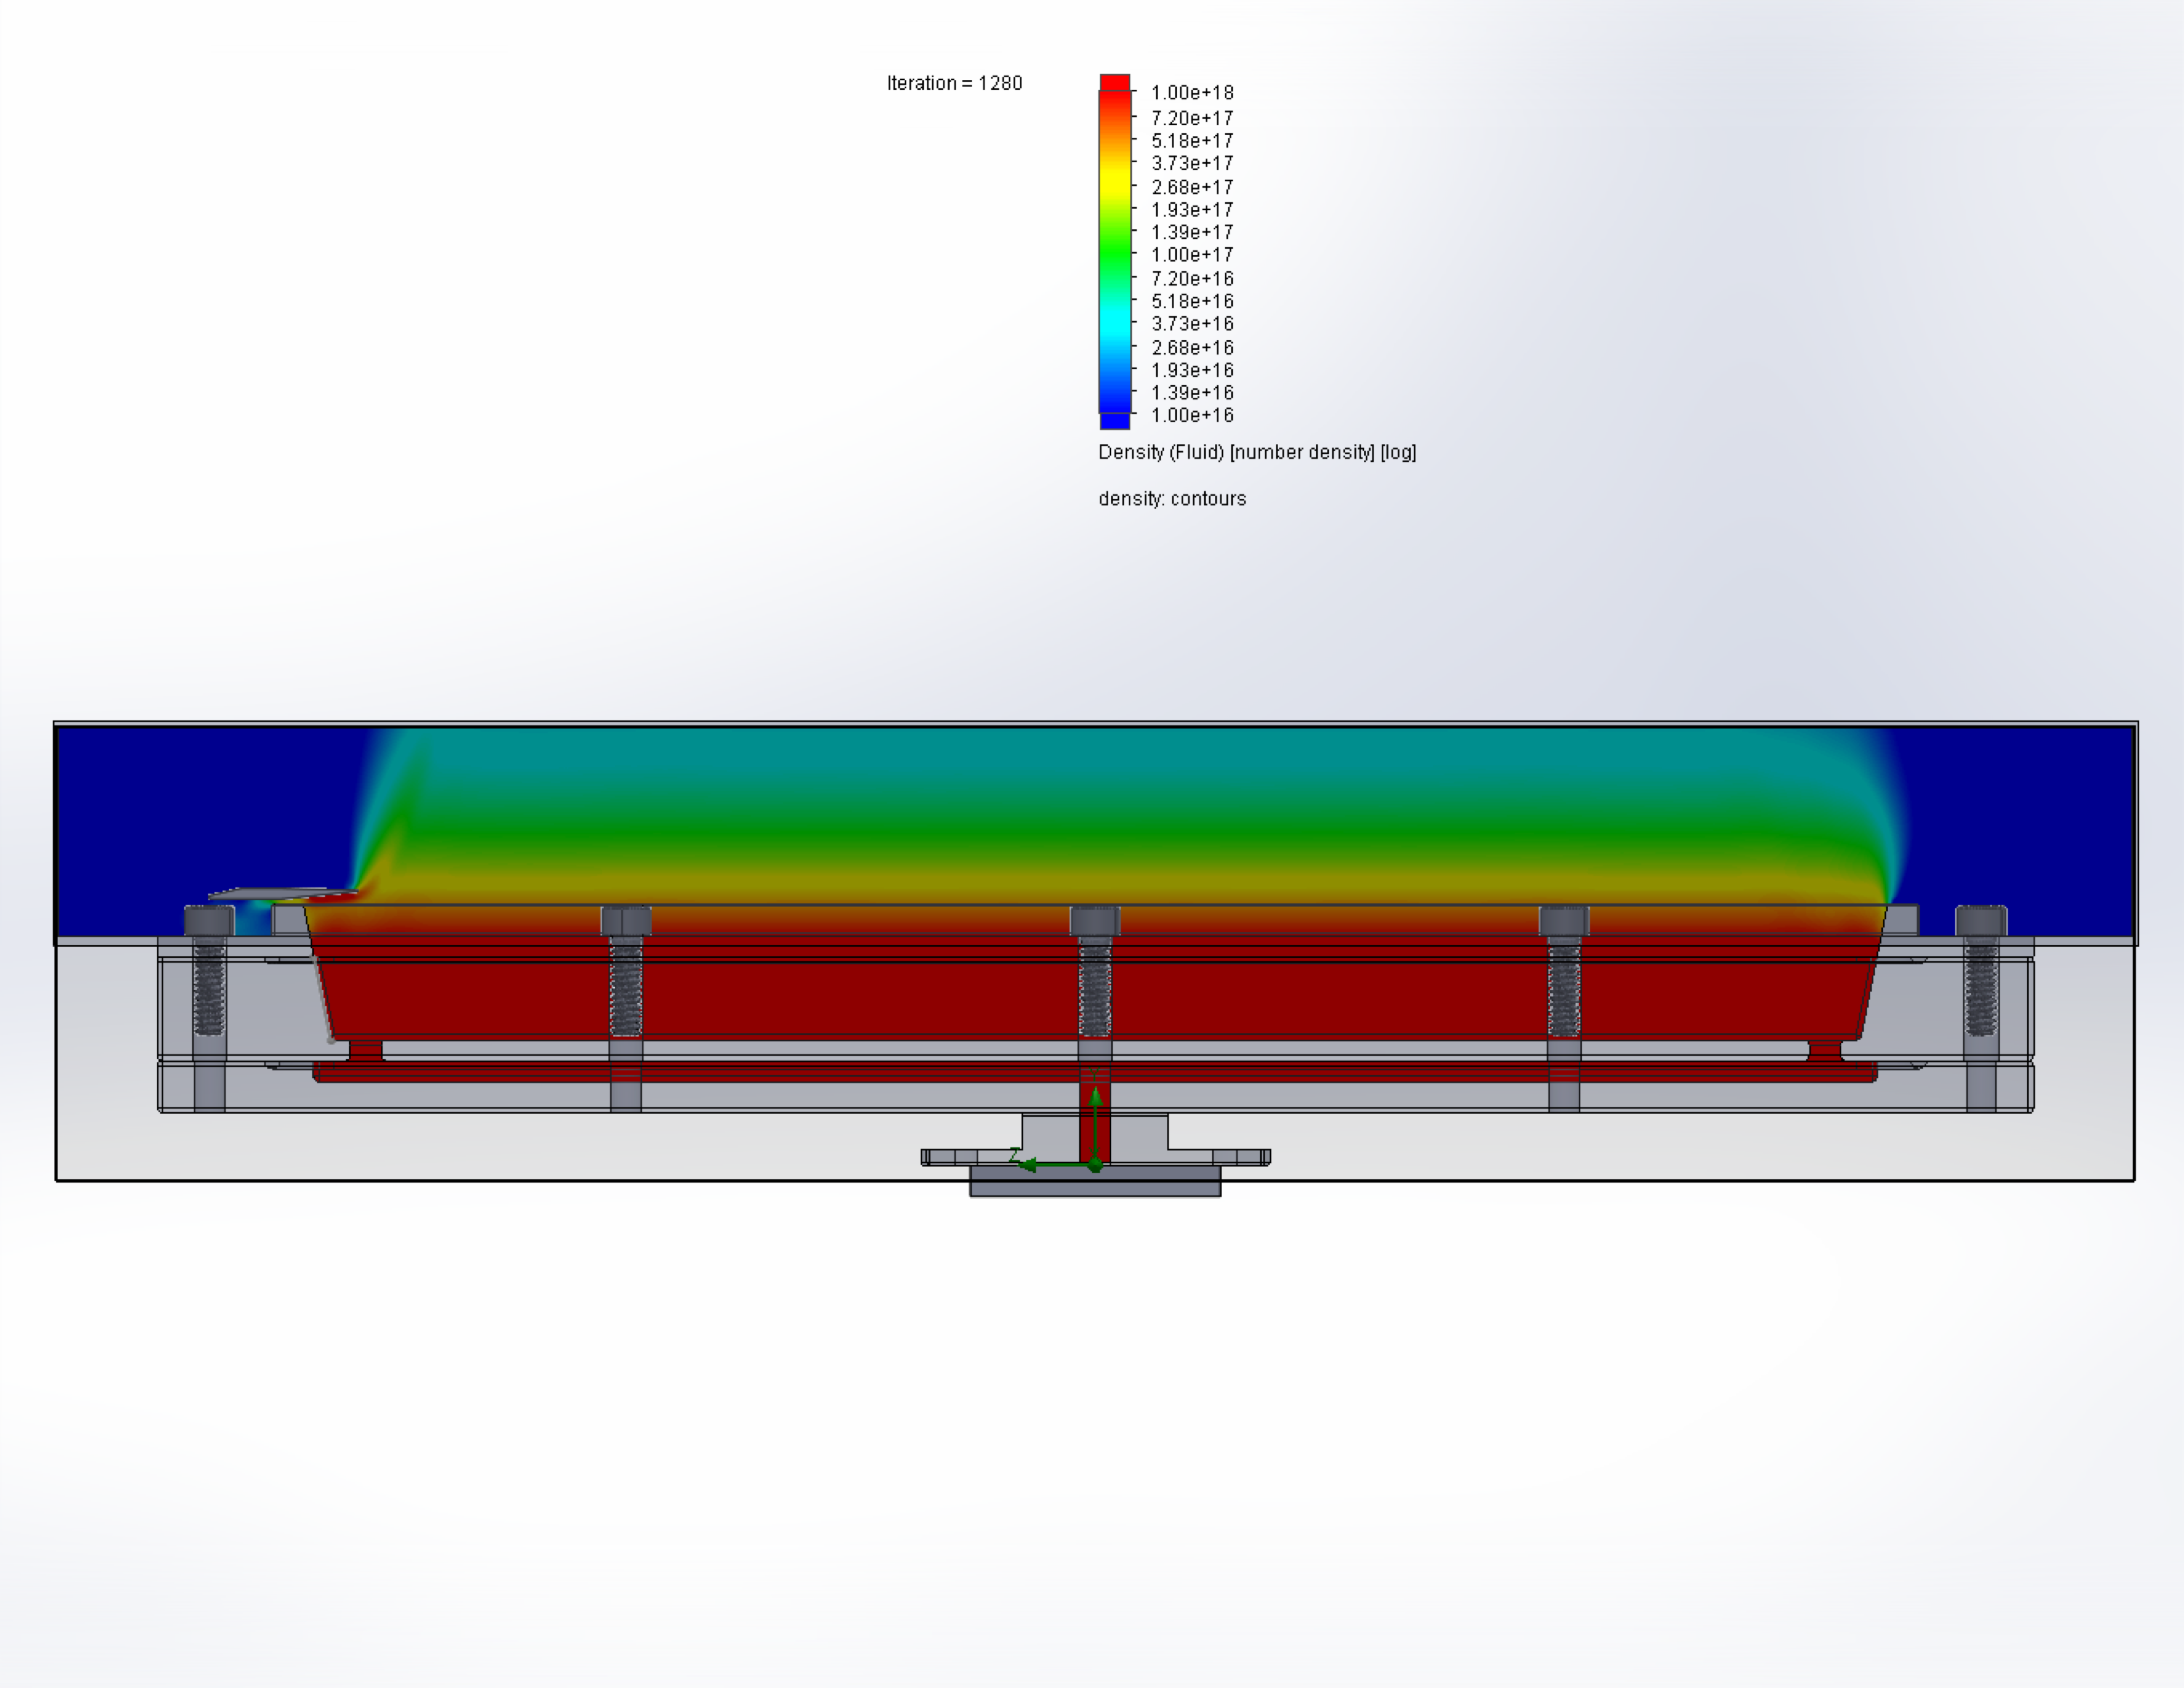 Iteration = 1280
1.00e+18
7.20e+17
5.18e+17
3.73e+17
2.68e+17
1.93e+17
1.39e+17
1.00e+17
7.20e+16
5.18e+16
3.73e+16
2.68e+16
1.93e+16
1.39e+16
1.00e+16
Density (Fluid) [number density] [log]
density: contours
Y
Z